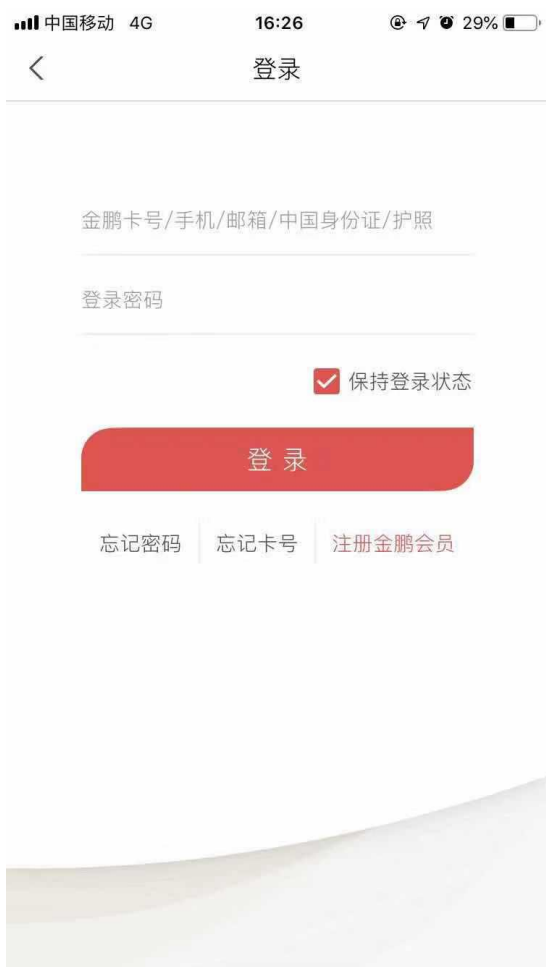 中国移动 4G 16:26 29%
登录
金鹏卡号/手机/邮箱/中国身份证/护照
登录密码
保持登录状态
登录
忘记密码 忘记卡号 注册金鹏会员